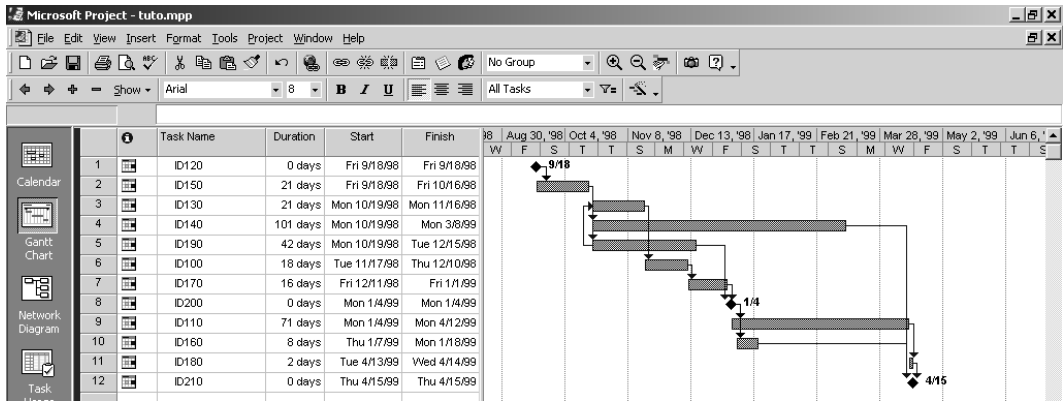 Microsoft Project - tuto.mpp
File Edit View Insert Format Tools Project Window Help
ABC No Group
Show Arial 8 B I U All Tasks
Task Name Duration Start Finish 98 Aug 30, '98 Oct 4, '98 Nov 8, '98 Dec 13, '98 Jan 17, '99 Feb 21, '99 Mar 28, '99 May 2, '99 Jun 6, '
W F S T T S M W F S T T S M W F S T S
1 ID120 0 days Fri 9/18/98 Fri 9/18/98 9/18
2 ID150 21 days Fri 9/18/98 Fri 10/16/98
3 ID130 21 days Mon 10/19/98 Mon 11/16/98
4 ID140 101 days Mon 10/19/98 Mon 3/8/99
5 ID190 42 days Mon 10/19/98 Tue 12/15/98
6 ID100 18 days Tue 11/17/98 Thu 12/10/98
7 ID170 16 days Fri 12/11/98 Fri 1/1/99
8 ID200 0 days Mon 1/4/99 Mon 1/4/99 1/4
9 ID110 71 days Mon 1/4/99 Mon 4/12/99
10 ID160 8 days Thu 1/7/99 Mon 1/18/99
11 ID180 2 days Tue 4/13/99 Wed 4/14/99
12 ID210 0 days Thu 4/15/99 Thu 4/15/99 4/15
Calendar
Gantt
Chart
Network
Diagram
Task